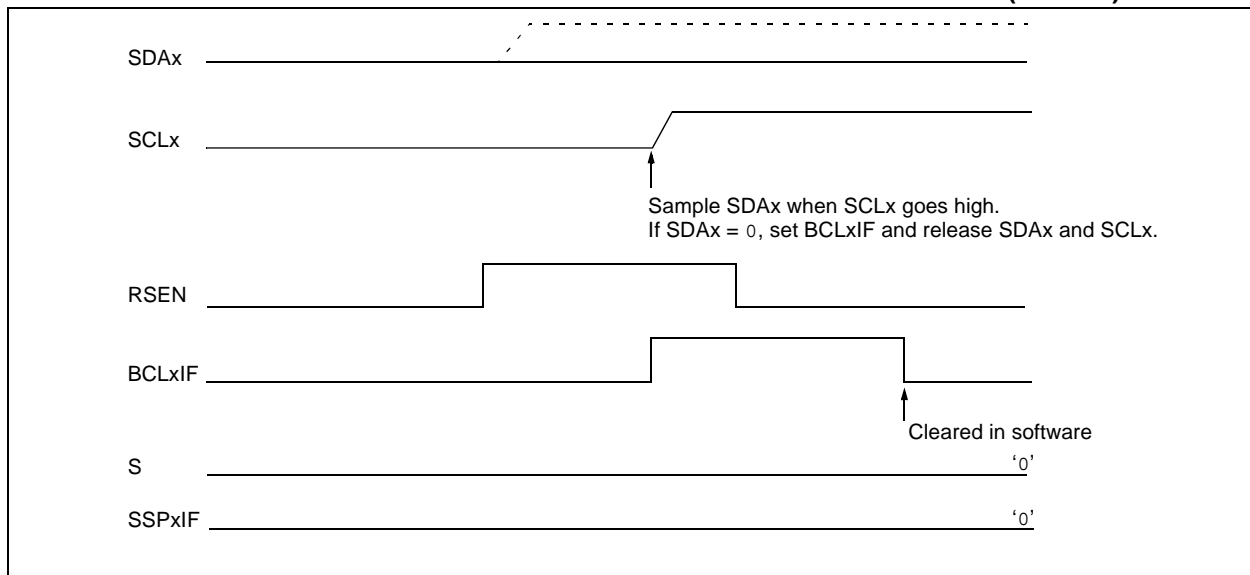 SDAx
SCLx
Sample SDAx when SCLx goes high.
If SDAx = 0, set BCLxIF and release SDAx and SCLx.
RSEN
BCLxIF
Cleared in software
S
‘0’
SSPxIF
‘0’